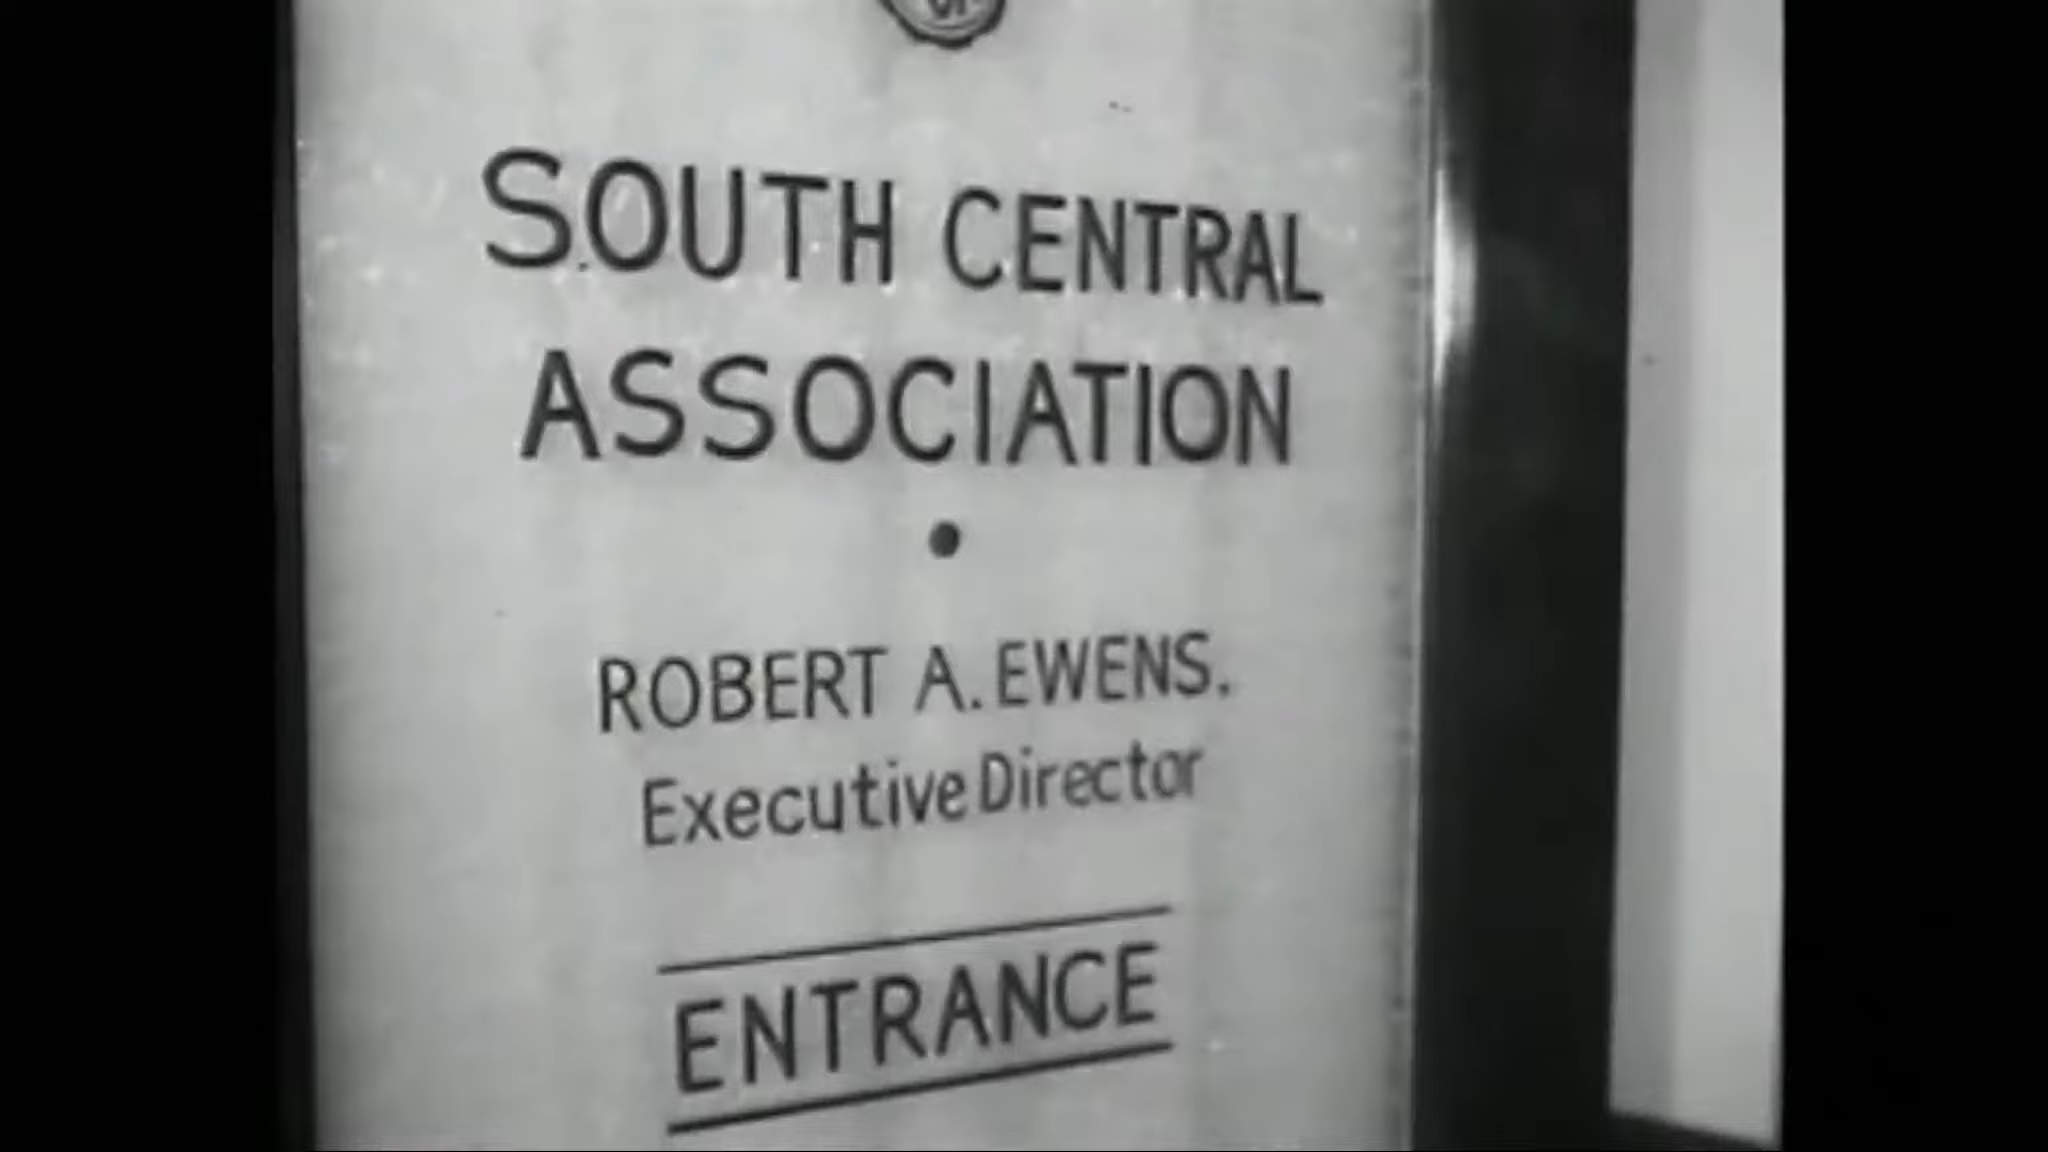 SOUTH CENTRAL
ASSOCIATION
ROBERT A. EWENS.
Executive Director
ENTRANCE